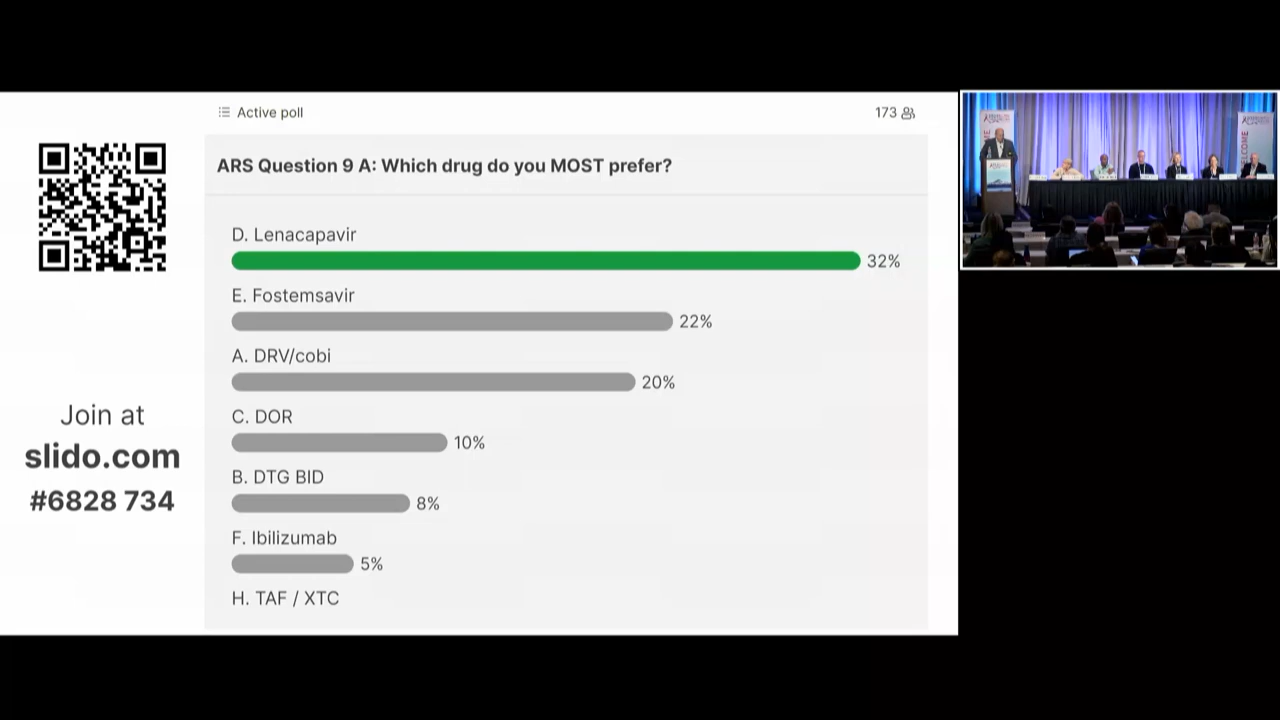 Active poll
173
ARS Question 9 A: Which drug do you MOST prefer?
D. Lenacapavir
32%
E. Fostemsavir
22%
A. DRV/cobi
20%
C. DOR
10%
B. DTG BID
8%
F. Ibilizumab
5%
H. TAF / XTC
Join at
slido.com
#6828 734